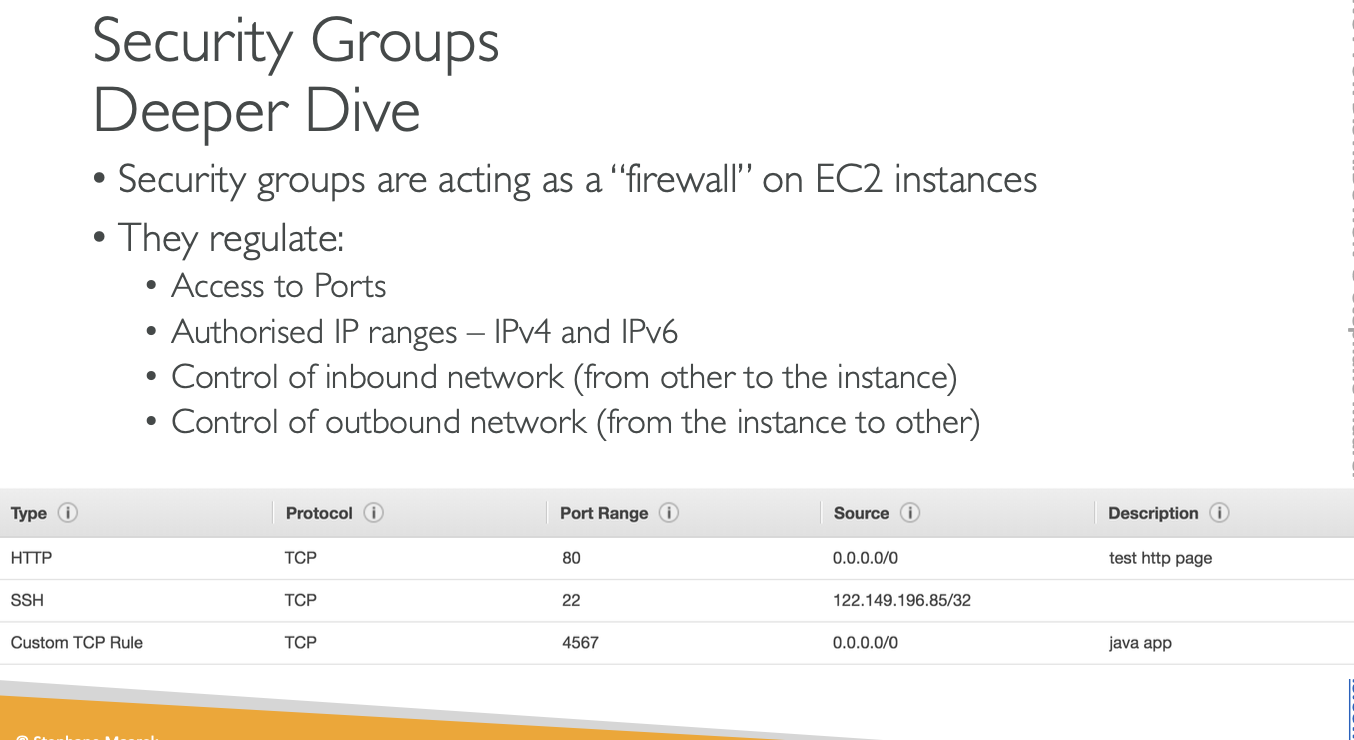 Security Groups
Deeper Dive
• Security groups are acting as a “firewall” on EC2 instances
• They regulate:
• Access to Ports
• Authorised IP ranges – IPv4 and IPv6
• Control of inbound network (from other to the instance)
• Control of outbound network (from the instance to other)
Type Protocol Port Range Source Description
HTTP TCP 80 0.0.0.0/0 test http page
SSH TCP 22 122.149.196.85/32
Custom TCP Rule TCP 4567 0.0.0.0/0 java app